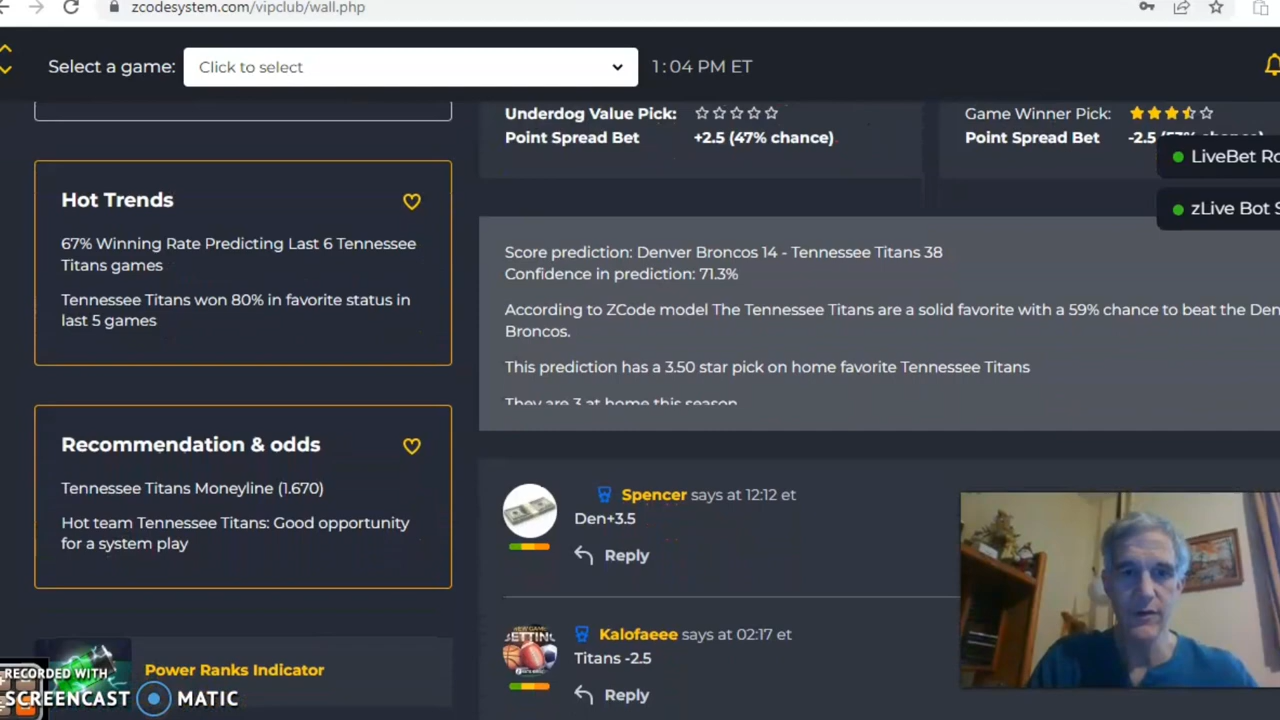 zcodesystem.com/vipclub/wall.php
Select a game:
Click to select
1:04 PM ET
Underdog Value Pick:
Point Spread Bet +2.5 (47% chance)
Game Winner Pick:
Point Spread Bet -2.5
LiveBet
zLive Bot
Hot Trends
67% Winning Rate Predicting Last 6 Tennessee
Titans games
Tennessee Titans won 80% in favorite status in
last 5 games
Score prediction: Denver Broncos 14 - Tennessee Titans 38
Confidence in prediction: 71.3%
According to ZCode model The Tennessee Titans are a solid favorite with a 59% chance to beat the
Broncos.
This prediction has a 3.50 star pick on home favorite Tennessee Titans
They are 3 at home this season.
Recommendation & odds
Tennessee Titans Moneyline (1.670)
Hot team Tennessee Titans: Good opportunity
for a system play
Spencer says at 12:12 et
Den+3.5
Reply
Kalofaeee says at 02:17 et
Titans -2.5
Reply
Power Ranks Indicator
RECORDED WITH
SCREENCAST MATIC